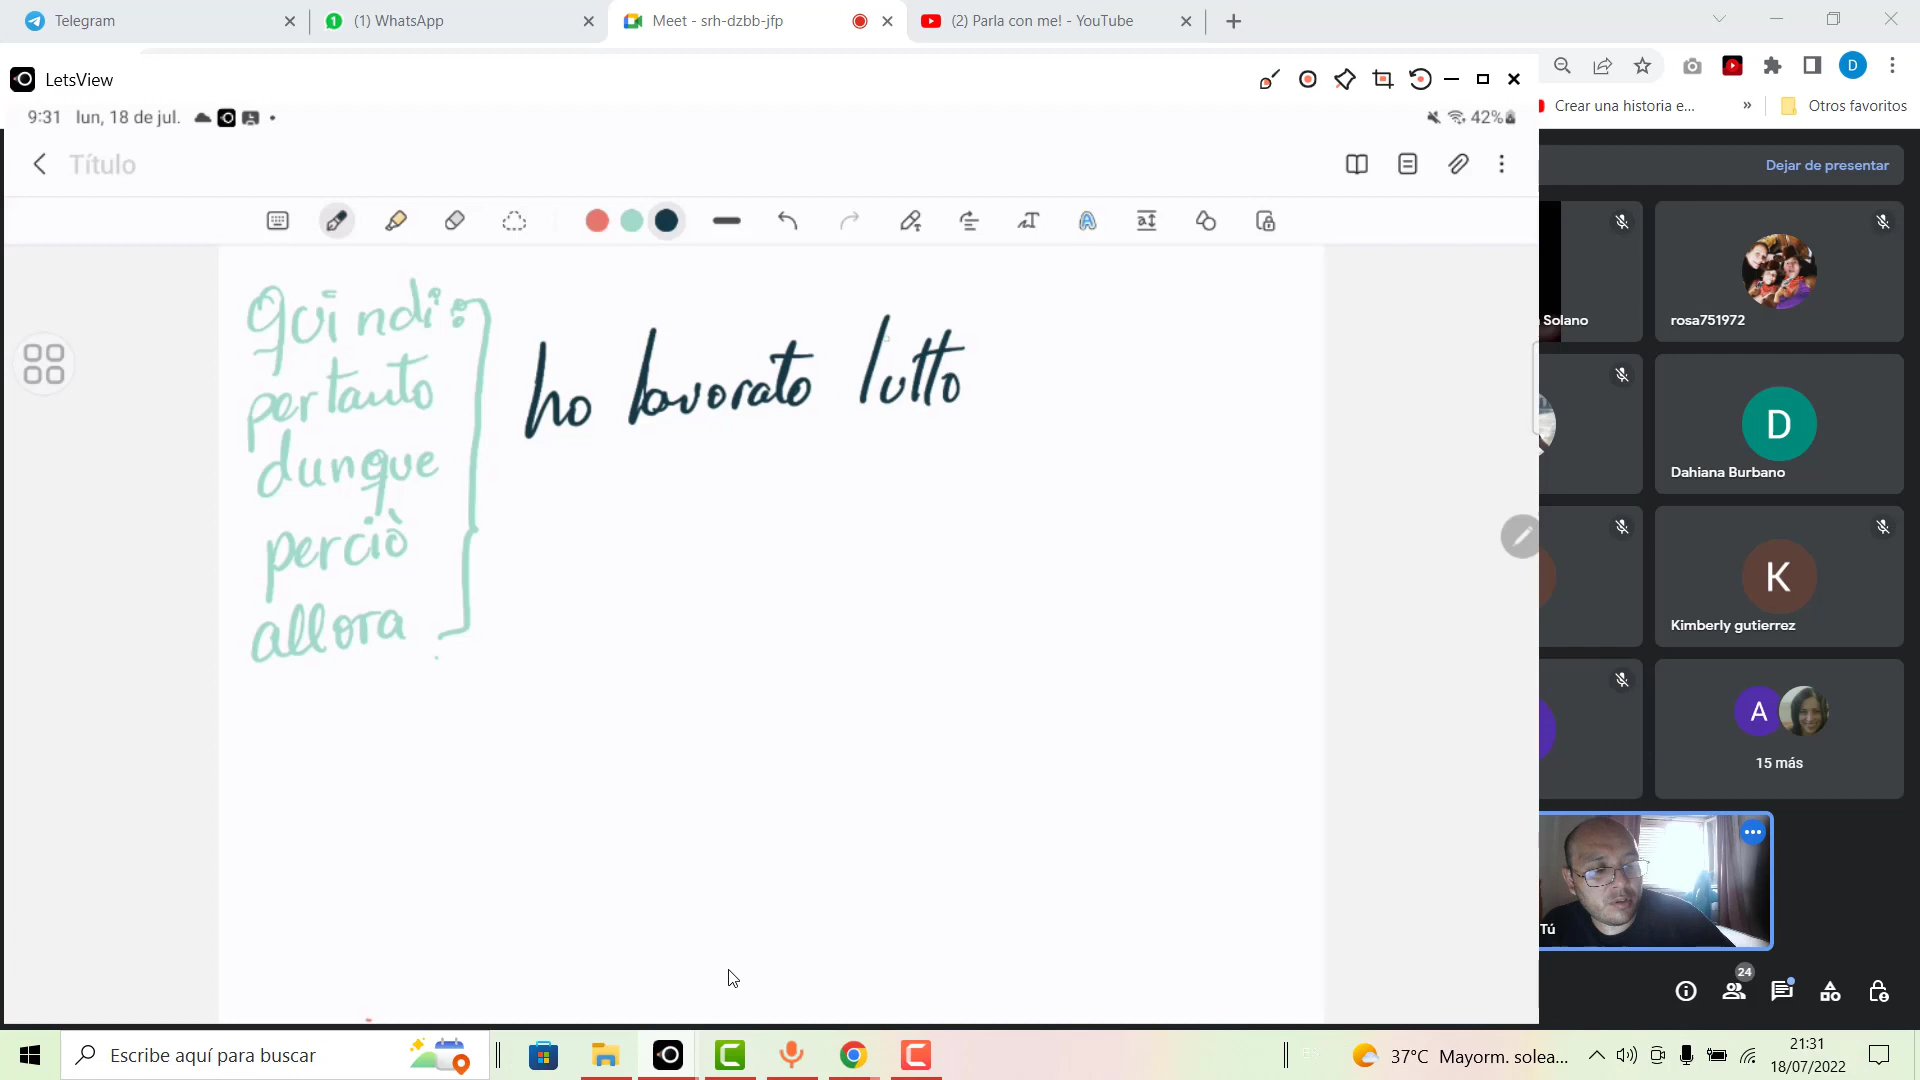 Telegram
(1) WhatsApp
Meet - srh-dzbb-jfp
(2) Parla con me! - YouTube
LetsView
D
Crear una historia e...
»
Otros favoritos
9:31 lun, 18 de jul.
42%
Título
Dejar de presentar
Quindi
pertanto
dunque
perciò
allora
ho lavorato tutto
Solano
rosa751972
D
Dahiana Burbano
K
Kimberly gutierrez
A
15 más
Tú
24
Escribe aquí para buscar
37°C Mayorm. solea...
21:31
18/07/2022